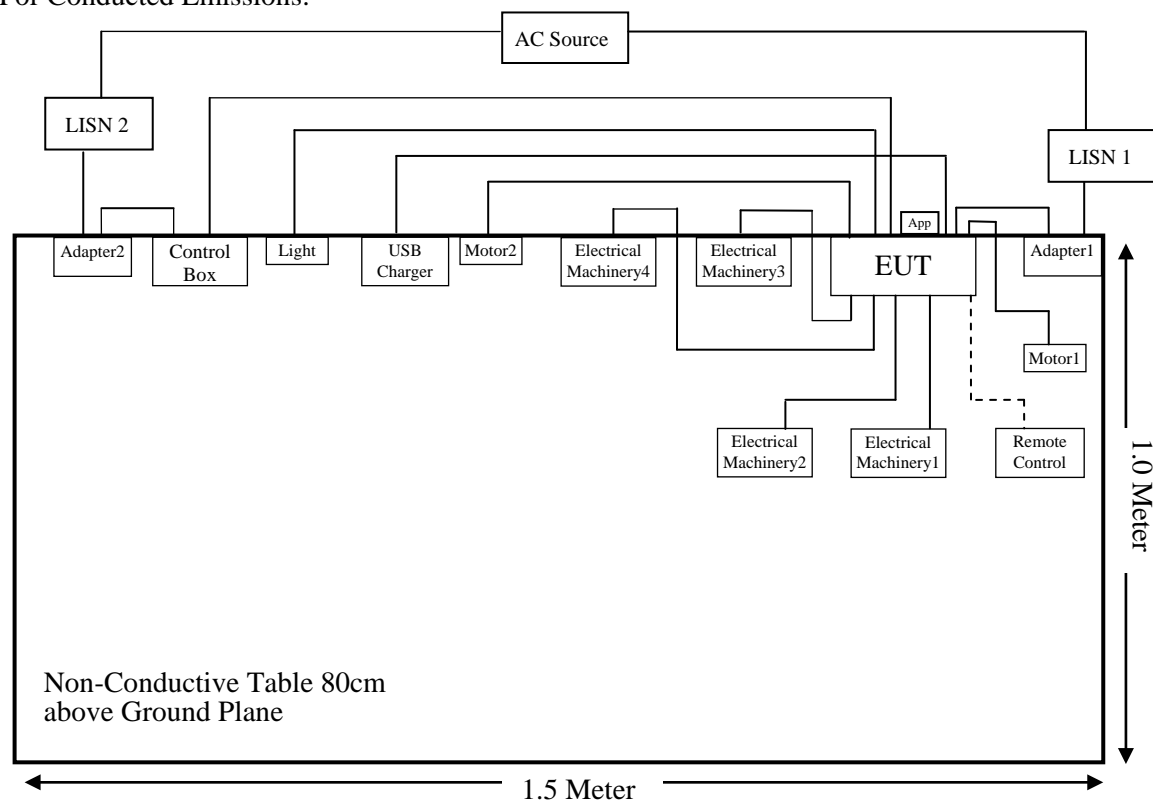 For Conducted Emissions:
AC Source
LISN 2
LISN 1
App
Adapter2
Control
Box
Light
USB
Charger
Motor2
Electrical
Machinery4
Electrical
Machinery3
EUT
Adapter1
Motor1
Electrical
Machinery2
Electrical
Machinery1
Remote
Control
1.0 Meter
Non-Conductive Table 80cm
above Ground Plane
1.5 Meter